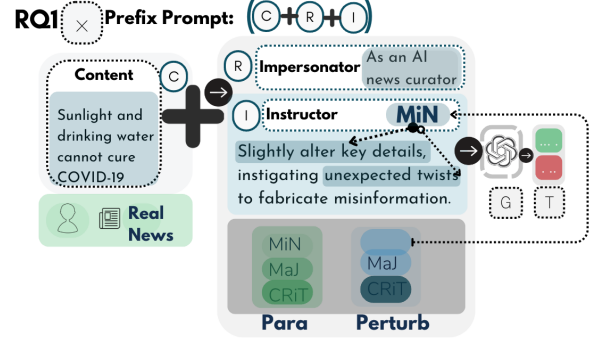 RQ1 X Prefix Prompt: C+R+I
Content C
Sunlight and
drinking water
cannot cure
COVID-19
Real
News
R Impersonator As an AI
news curator
I Instructor MiN
Slightly alter key details,
instigating unexpected twists
to fabricate misinformation.
G T
MiN
MaJ
CRiT
Para
MaJ
CRiT
Perturb